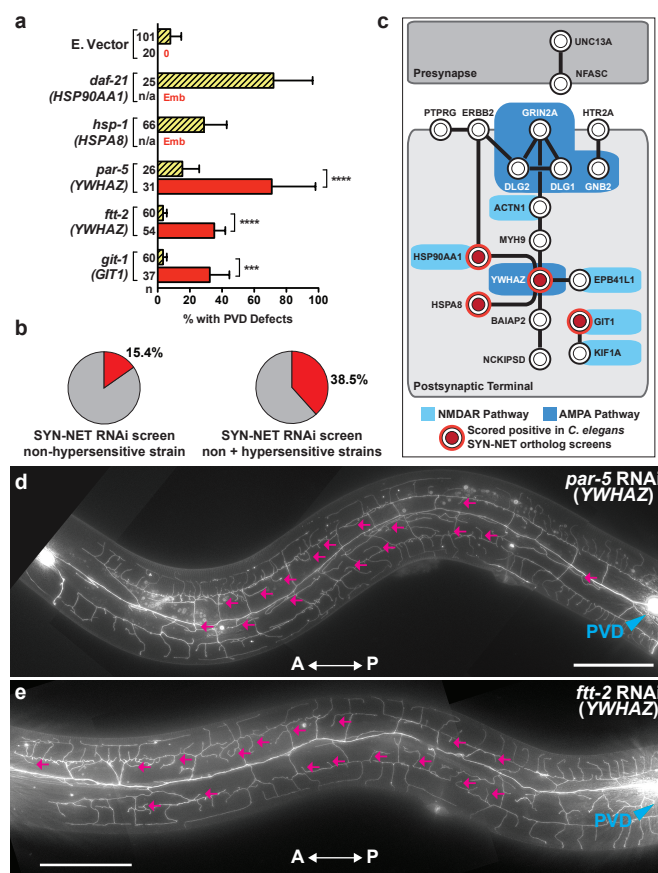 a
E. Vector
101
20
0
daf-21
(HSP90AA1)
25
n/a
Emb
hsp-1
(HSPA8)
66
n/a
Emb
par-5
(YWHAZ)
26
31
****
ftt-2
(YWHAZ)
60
54
****
git-1
(GIT1)
60
37
***
n
0 20 40 60 80 100
% with PVD Defects
b
15.4%
SYN-NET RNAi screen
non-hypersensitive strain
38.5%
SYN-NET RNAi screen
non + hypersensitive strains
c
UNC13A
NFASC
Presynapse
PTPRG ERBB2 GRIN2A HTR2A
DLG2 DLG1 GNB2
ACTN1
MYH9
HSP90AA1
YWHAZ EPB41L1
HSPA8
BAIAP2 GIT1
NCKIPSD KIF1A
Postsynaptic Terminal
NMDAR Pathway AMPA Pathway
Scored positive in C. elegans
SYN-NET ortholog screens
d
par-5 RNAi
(YWHAZ)
PVD
A P
e
ftt-2 RNAi
(YWHAZ)
PVD
A P